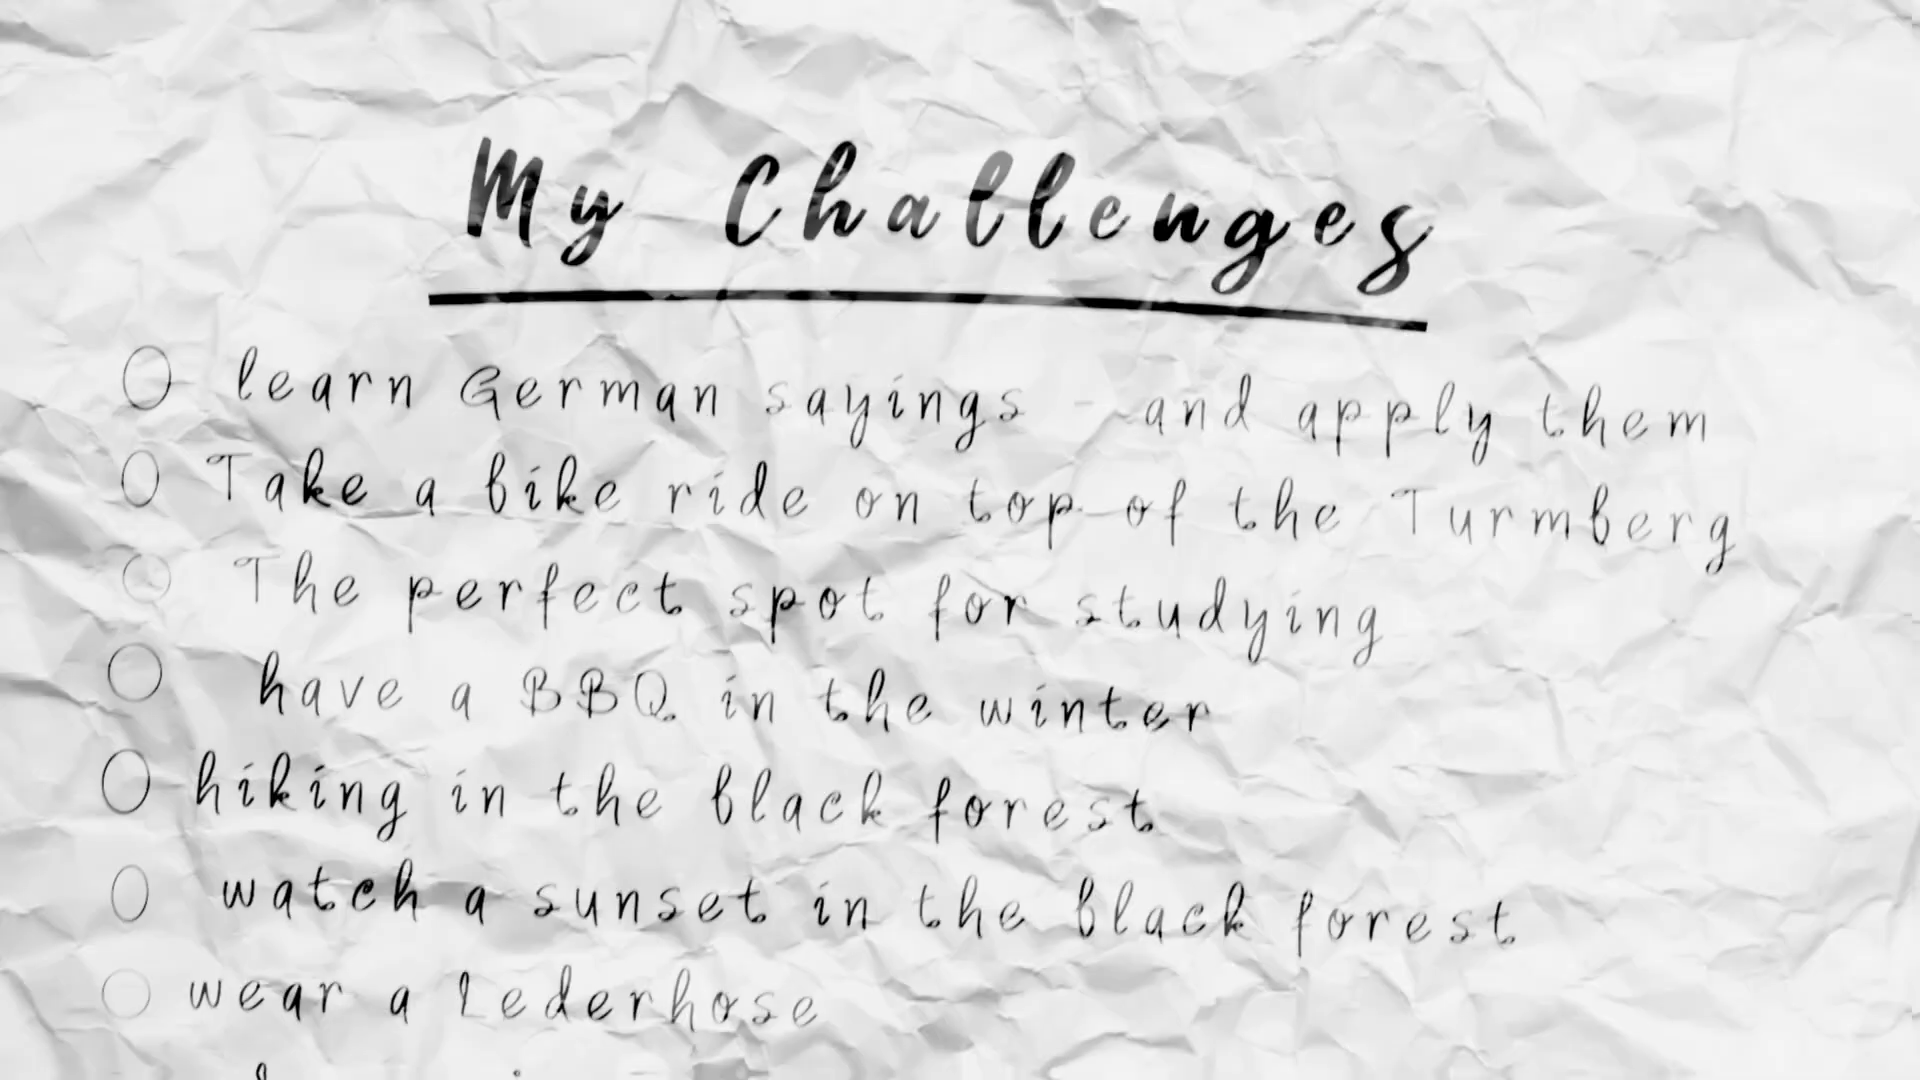 My Challenges
learn German sayings - and apply them
Take a bike ride on top of the Turmberg
The perfect spot for studying
have a BBQ in the winter
hiking in the black forest
watch a sunset in the black forest
wear a Lederhose